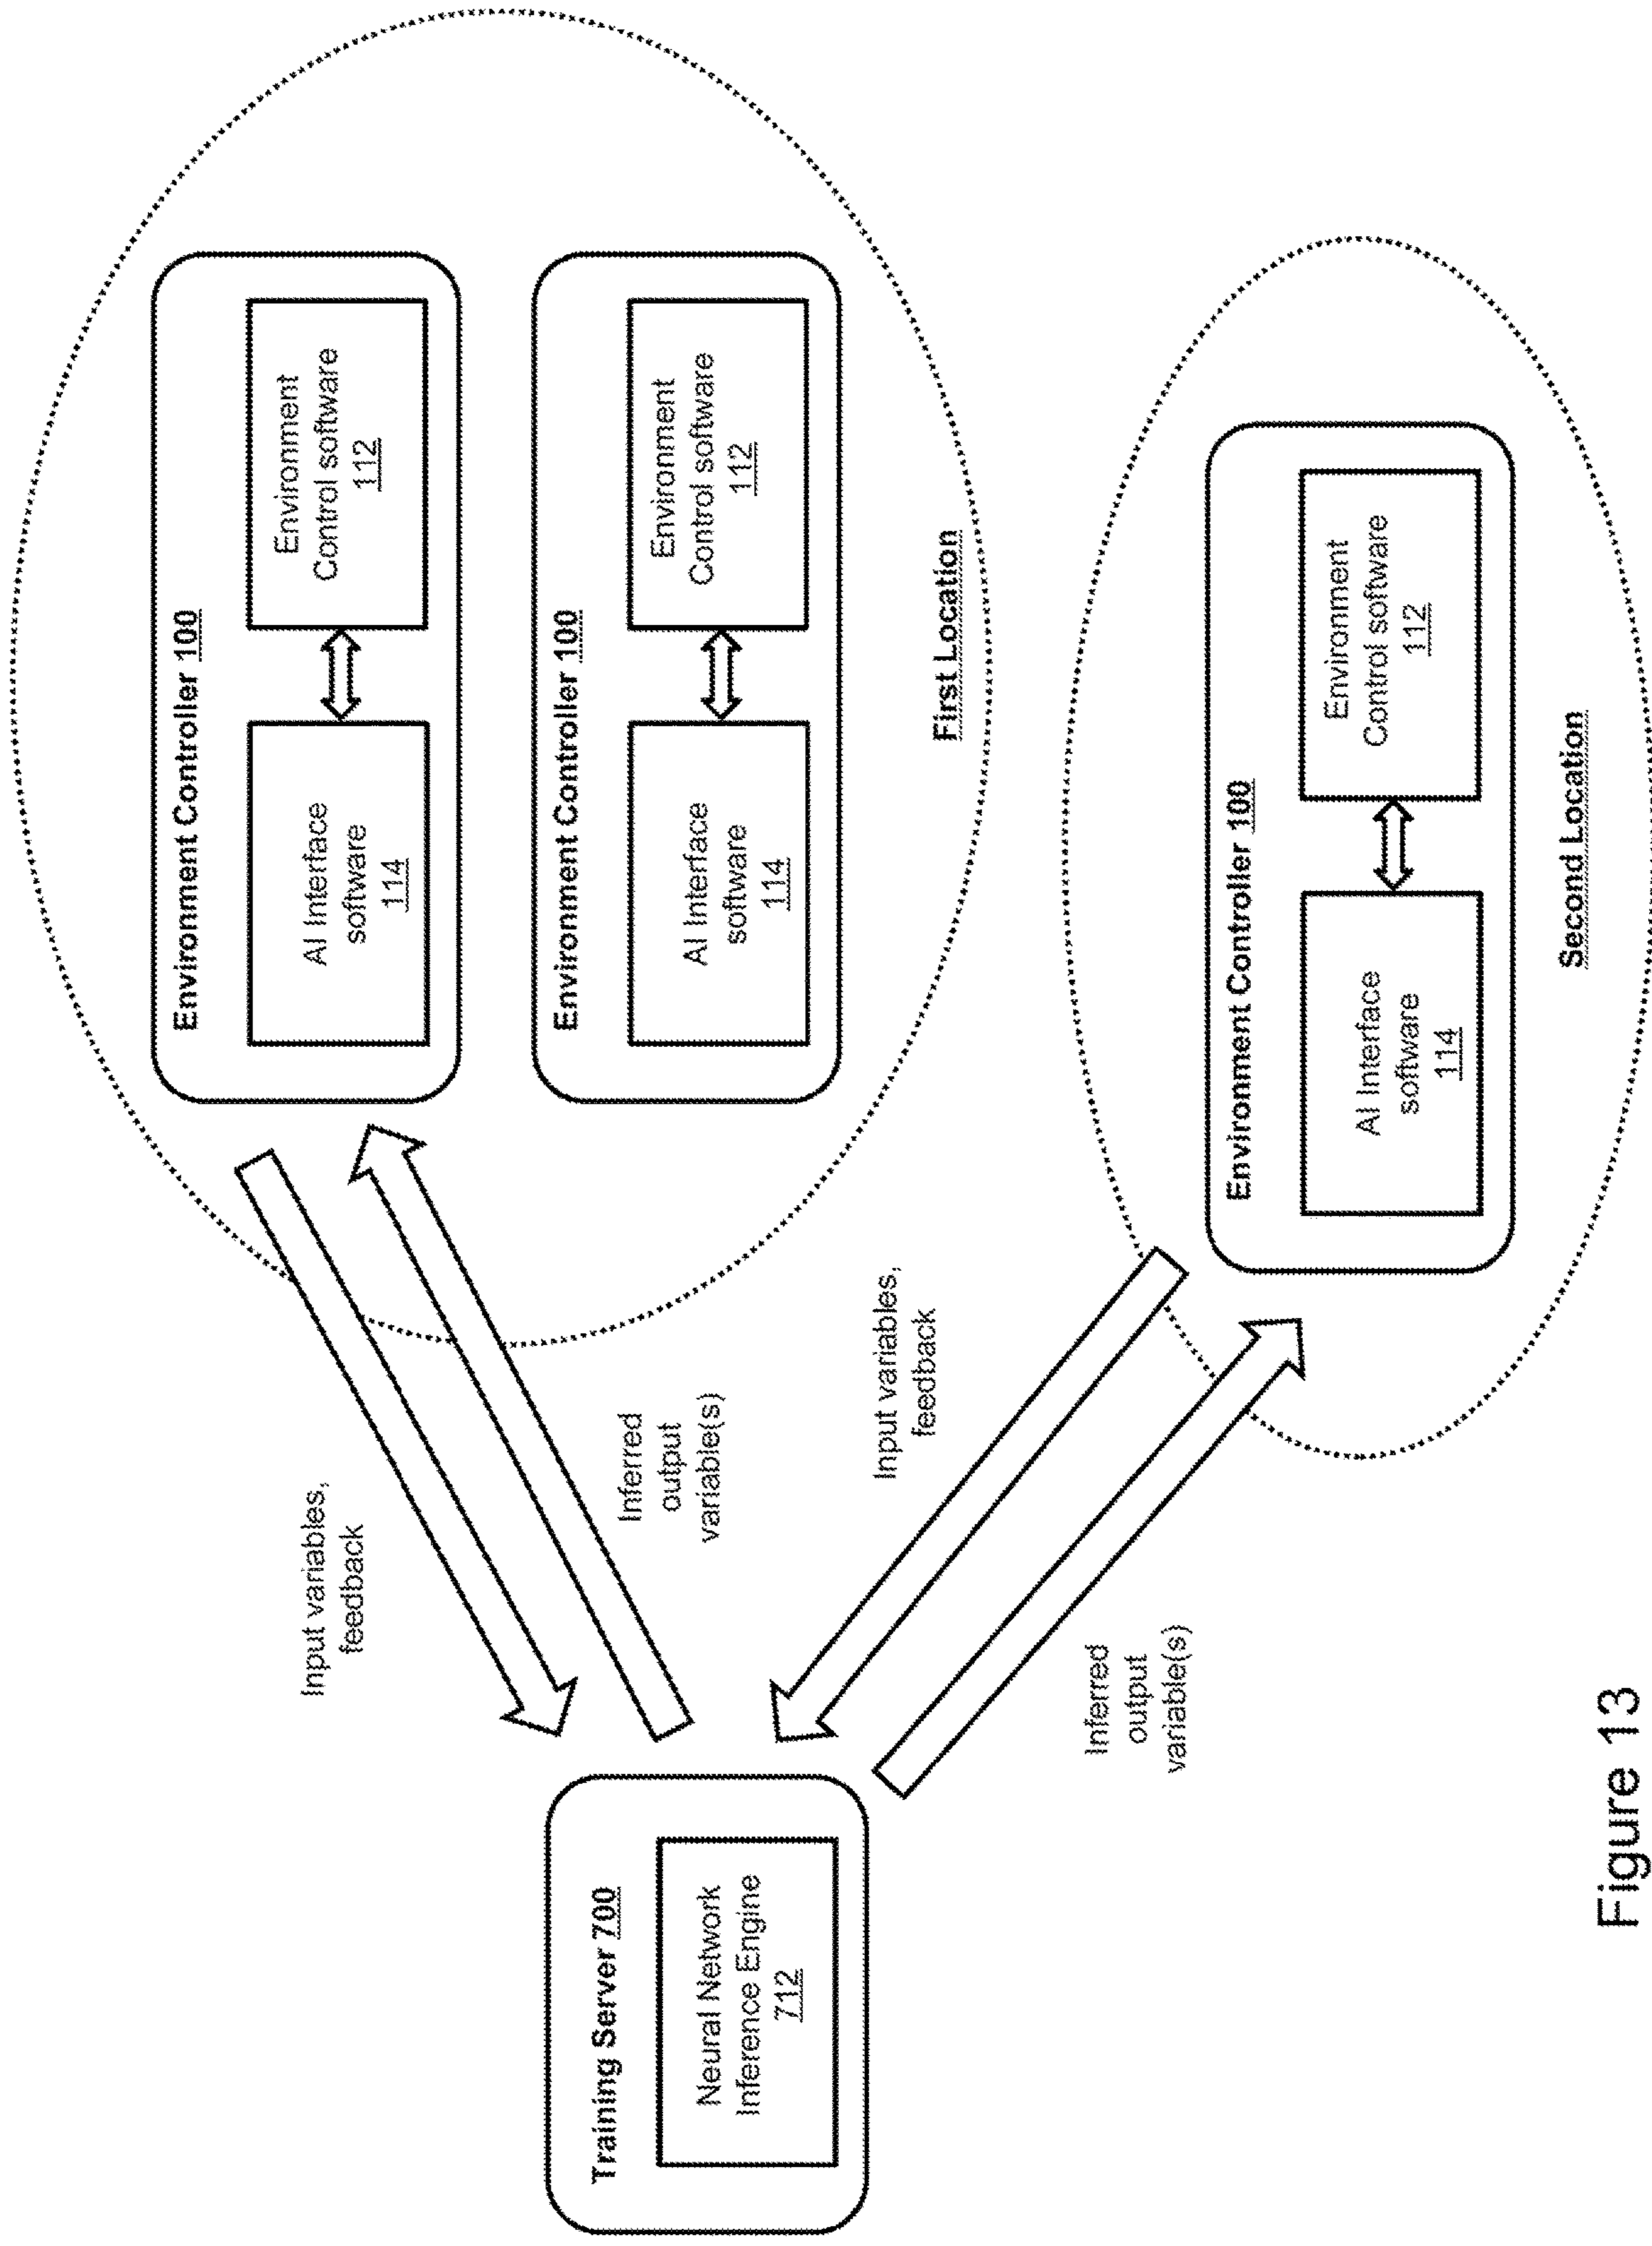 Environment Controller 100
AI Interface
software
114
Environment
Control software
112
Environment Controller 100
AI Interface
software
114
Environment
Control software
112
First Location
Input variables,
feedback
Inferred
output
variable(s)
Training Server 700
Neural Network
Inference Engine
712
Input variables,
feedback
Inferred
output
variable(s)
Environment Controller 100
AI Interface
software
114
Environment
Control software
112
Second Location
Figure 13